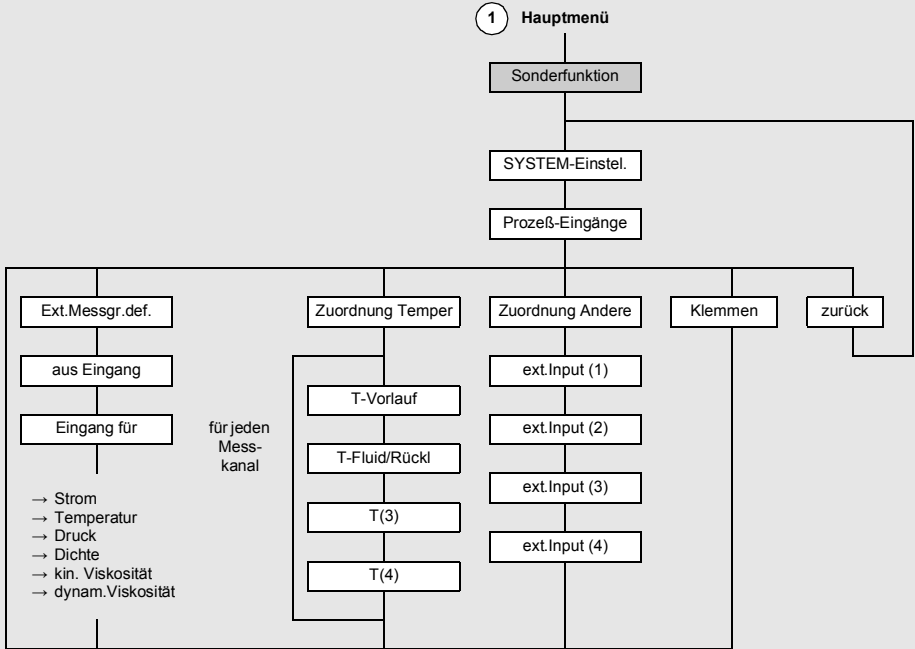 1 Hauptmenü
Sonderfunktion
SYSTEM-Einstel.
Prozeß-Eingänge
Ext.Messgr.def.
Zuordnung Temper
Zuordnung Andere
Klemmen
zurück
aus Eingang
Eingang für
→ Strom
→ Temperatur
→ Druck
→ Dichte
→ kin. Viskosität
→ dynam.Viskosität
für jeden
Mess-
kanal
T-Vorlauf
T-Fluid/Rückl
T(3)
T(4)
ext.Input (1)
ext.Input (2)
ext.Input (3)
ext.Input (4)